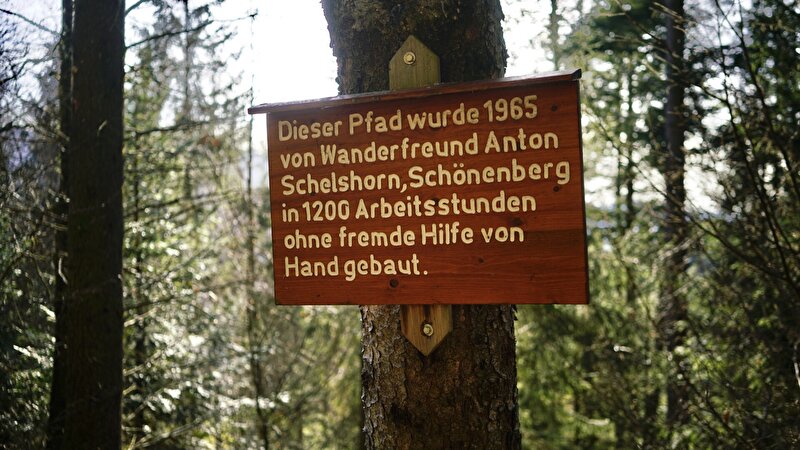 Dieser Pfad wurde 1965
von Wanderfreund Anton
Schelshorn, Schönenberg
in 1200 Arbeitsstunden
ohne fremde Hilfe von
Hand gebaut.